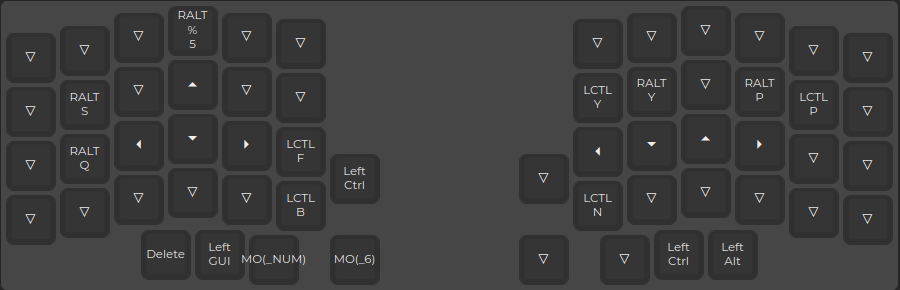 RALT
%
5
RALT
S
LCTL
Y
RALT
Y
RALT
P
LCTL
P
RALT
Q
LCTL
F
Left
Ctrl
LCTL
B
LCTL
N
Delete
Left
GUI
MO(_NUM)
MO(_6)
Left
Ctrl
Left
Alt